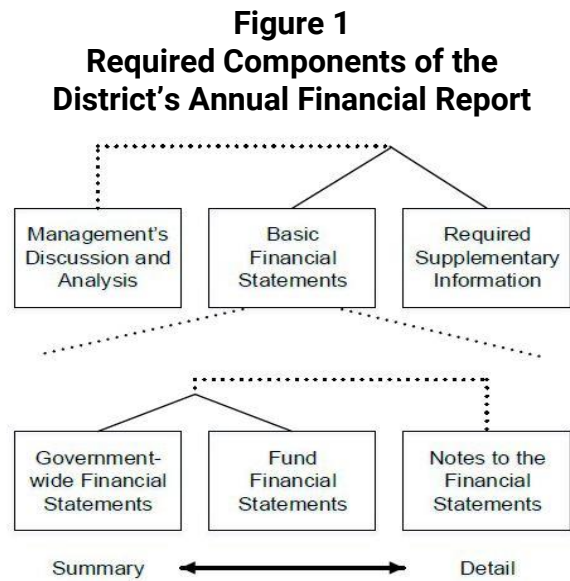 Figure 1
Required Components of the
District's Annual Financial Report
Management's
Discussion and
Analysis
Basic
Financial
Statements
Required
Supplementary
Information
Government-
wide Financial
Statements
Fund
Financial
Statements
Notes to the
Financial
Statements
Summary
Detail